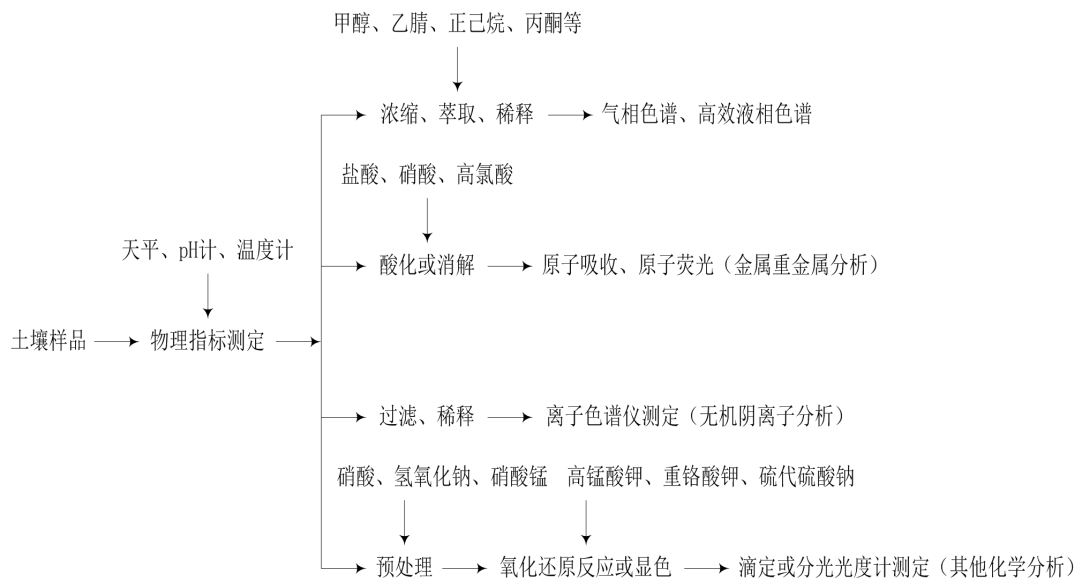 甲醇、乙腈、正己烷、丙酮等
浓缩、萃取、稀释
气相色谱、高效液相色谱
盐酸、硝酸、高氯酸
天平、pH计、温度计
酸化或消解
原子吸收、原子荧光（金属重金属分析）
土壤样品
物理指标测定
过滤、稀释
离子色谱仪测定（无机阴离子分析）
硝酸、氢氧化钠、硝酸锰
高锰酸钾、重铬酸钾、硫代硫酸钠
预处理
氧化还原反应或显色
滴定或分光光度计测定（其他化学分析）